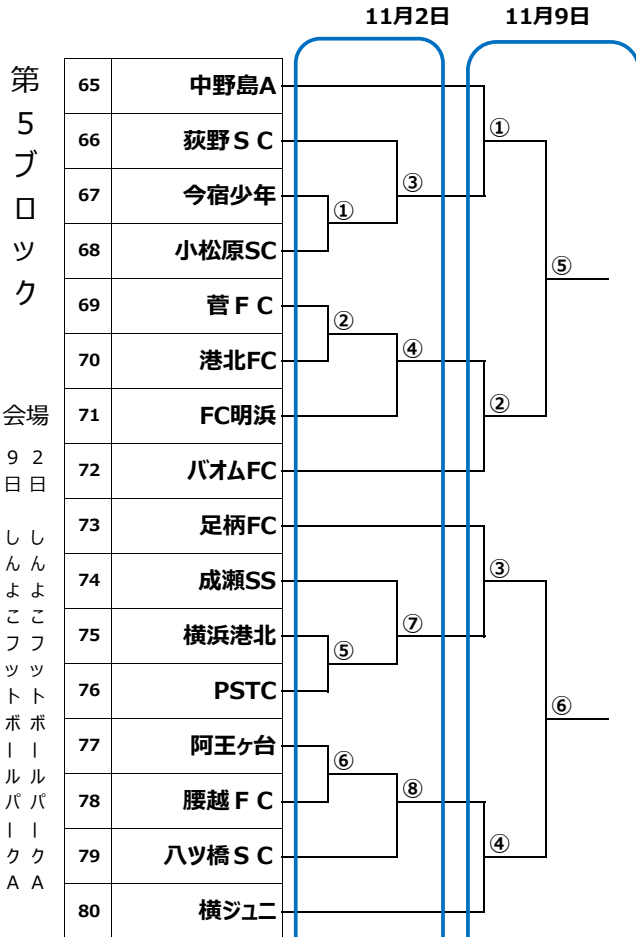 11月2日 11月9日
第5ブロック
会場
2日 しんよこフットボールパークA
9日 しんよこフットボールパークA
65 中野島A
66 荻野ＳＣ
67 今宿少年
68 小松原SC
69 菅ＦＣ
70 港北FC
71 FC明浜
72 バオムFC
73 足柄FC
74 成瀬SS
75 横浜港北
76 PSTC
77 阿王ヶ台
78 腰越ＦＣ
79 八ツ橋ＳＣ
80 横ジュニ
①
②
③
④
⑤
⑥
⑦
⑧
①
②
③
④
⑤
⑥